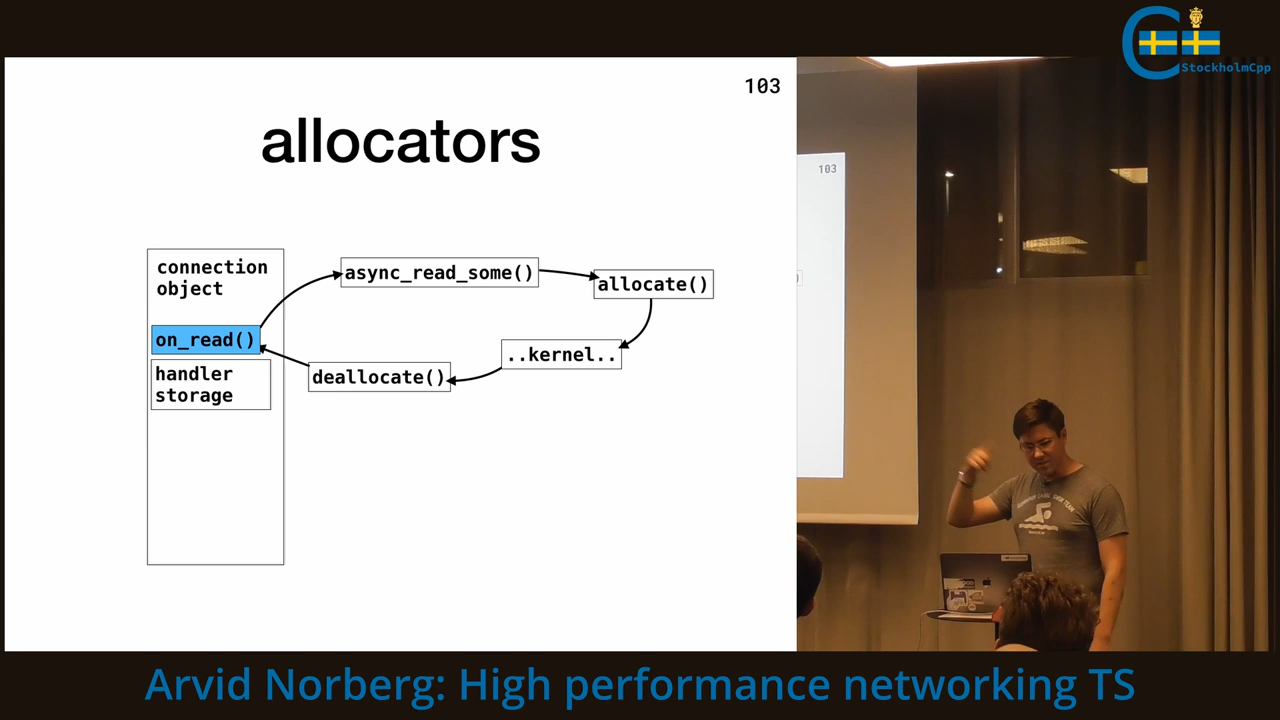 StockholmCpp
103
allocators
connection
object
async_read_some()
allocate()
on_read()
..kernel..
handler
storage
deallocate()
103
Arvid Norberg: High performance networking TS